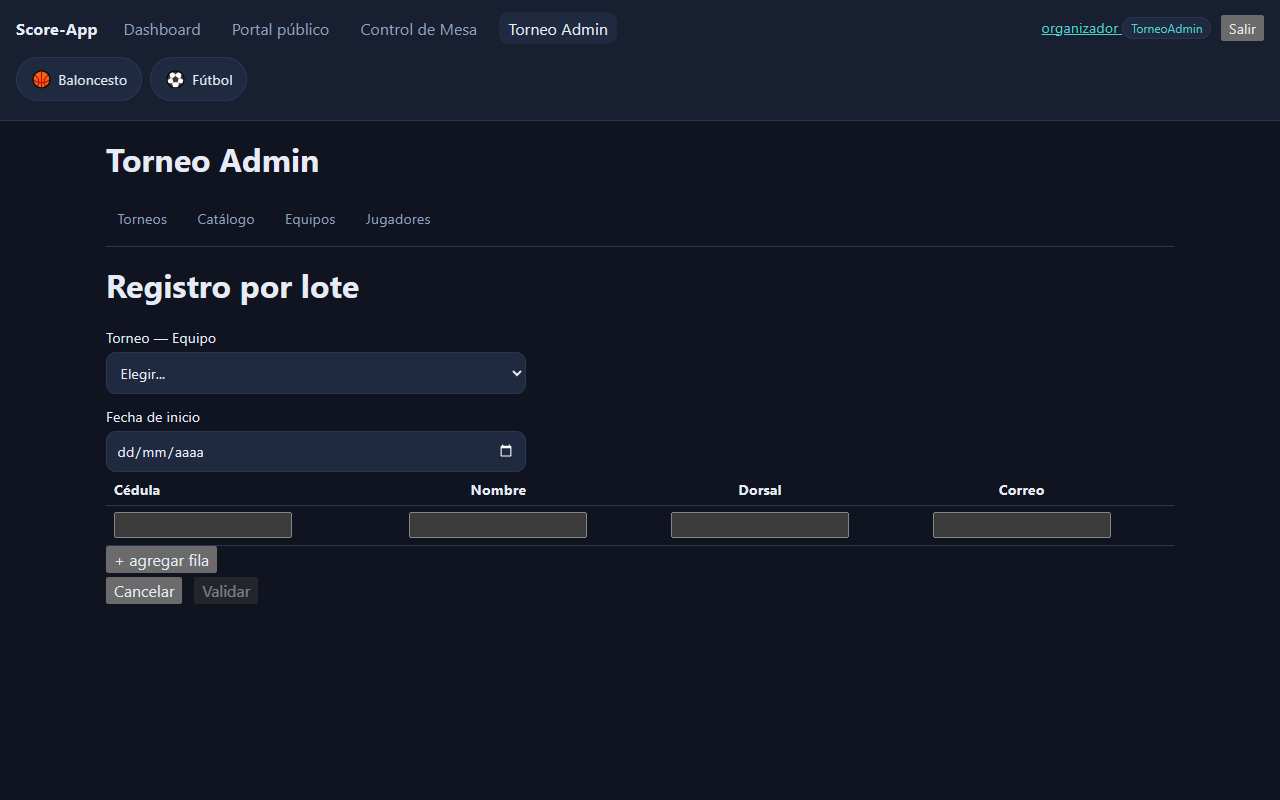 Score-App Dashboard Portal público Control de Mesa Torneo Admin organizador TorneoAdmin Salir
Baloncesto Fútbol
Torneo Admin
Torneos Catálogo Equipos Jugadores
Registro por lote
Torneo — Equipo
Elegir...
Fecha de inicio
dd/mm/aaaa
Cédula Nombre Dorsal Correo
+ agregar fila
Cancelar Validar